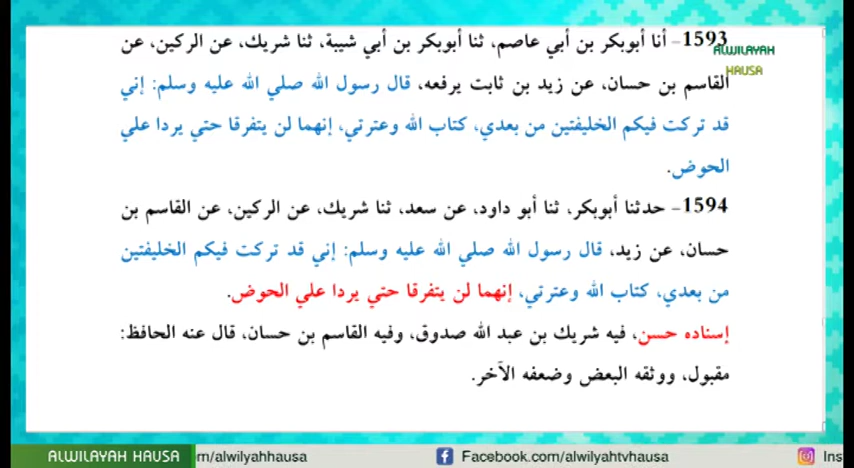 1593- أنا أبوبكر بن أبي عاصم، ثنا أبوبكر بن أبي شيبة، ثنا شريك، عن الركين، عن
ALWILAYAH
HAUSA
القاسم بن حسان، عن زيد بن ثابت يرفعه، قال رسول الله صلي الله عليه وسلم: إني
قد تركت فيكم الخليفتين من بعدي، كتاب الله وعترتي، إنهما لن يتفرقا حتي يردا علي
الحوض.
1594- حدثنا أبوبكر، ثنا أبو داود، عن سعد، ثنا شريك، عن الركين، عن القاسم بن
حسان، عن زيد، قال رسول الله صلي الله عليه وسلم: إني قد تركت فيكم الخليفتين
من بعدي، كتاب الله وعترتي، إنهما لن يتفرقا حتي يردا علي الحوض.
إسناده حسن، فيه شريك بن عبد الله صدوق، وفيه القاسم بن حسان، قال عنه الحافظ:
مقبول، ووثقه البعض وضعفه الآخر.
ALWILAYAH HAUSA m/alwilyahhausa Facebook.com/alwilyahtvhausa Ins